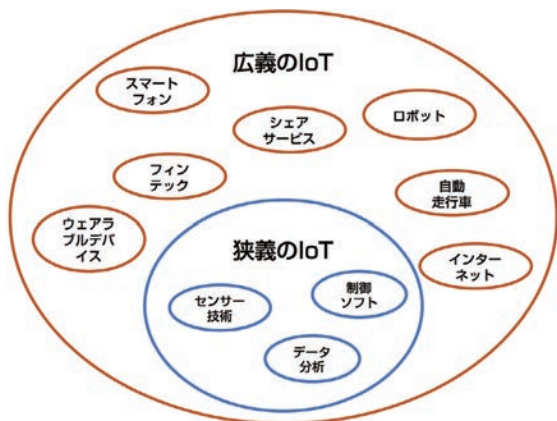 広義のIoT
スマート
フォン
シェア
サービス
ロボット
フィン
テック
自動
走行車
ウェアラ
ブルデバ
イス
インター
ネット
狭義のIoT
センサー
技術
制御
ソフト
データ
分析